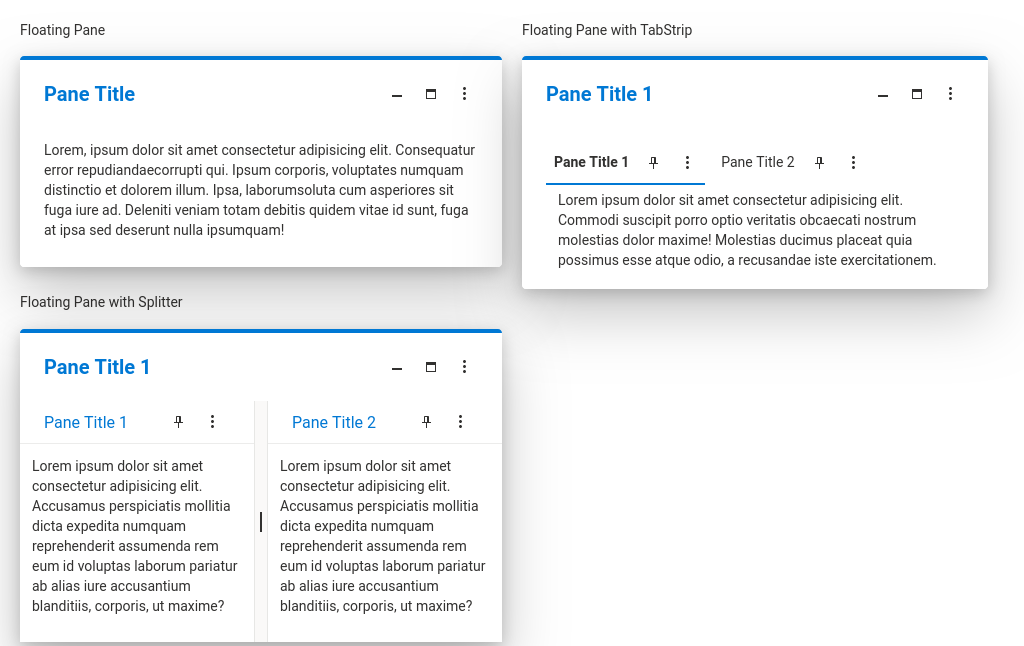 Floating Pane
Pane Title
Lorem, ipsum dolor sit amet consectetur adipisicing elit. Consequatur
error repudiandaecorrupti qui. Ipsum corporis, voluptates numquam
distinctio et dolorem illum. Ipsa, laborumsoluta cum asperiores sit
fuga iure ad. Deleniti veniam totam debitis quidem vitae id sunt, fuga
at ipsa sed deserunt nulla ipsumquam!
Floating Pane with TabStrip
Pane Title 1
Pane Title 1 Pane Title 2
Lorem ipsum dolor sit amet consectetur adipisicing elit.
Commodi suscipit porro optio veritatis obcaecati nostrum
molestias dolor maxime! Molestias ducimus placeat quia
possimus esse atque odio, a recusandae iste exercitationem.
Floating Pane with Splitter
Pane Title 1
Pane Title 1
Lorem ipsum dolor sit amet
consectetur adipisicing elit.
Accusamus perspiciatis mollitia
dicta expedita numquam
reprehenderit assumenda rem
eum id voluptas laborum pariatur
ab alias iure accusantium
blanditiis, corporis, ut maxime?
Pane Title 2
Lorem ipsum dolor sit amet
consectetur adipisicing elit.
Accusamus perspiciatis mollitia
dicta expedita numquam
reprehenderit assumenda rem
eum id voluptas laborum pariatur
ab alias iure accusantium
blanditiis, corporis, ut maxime?